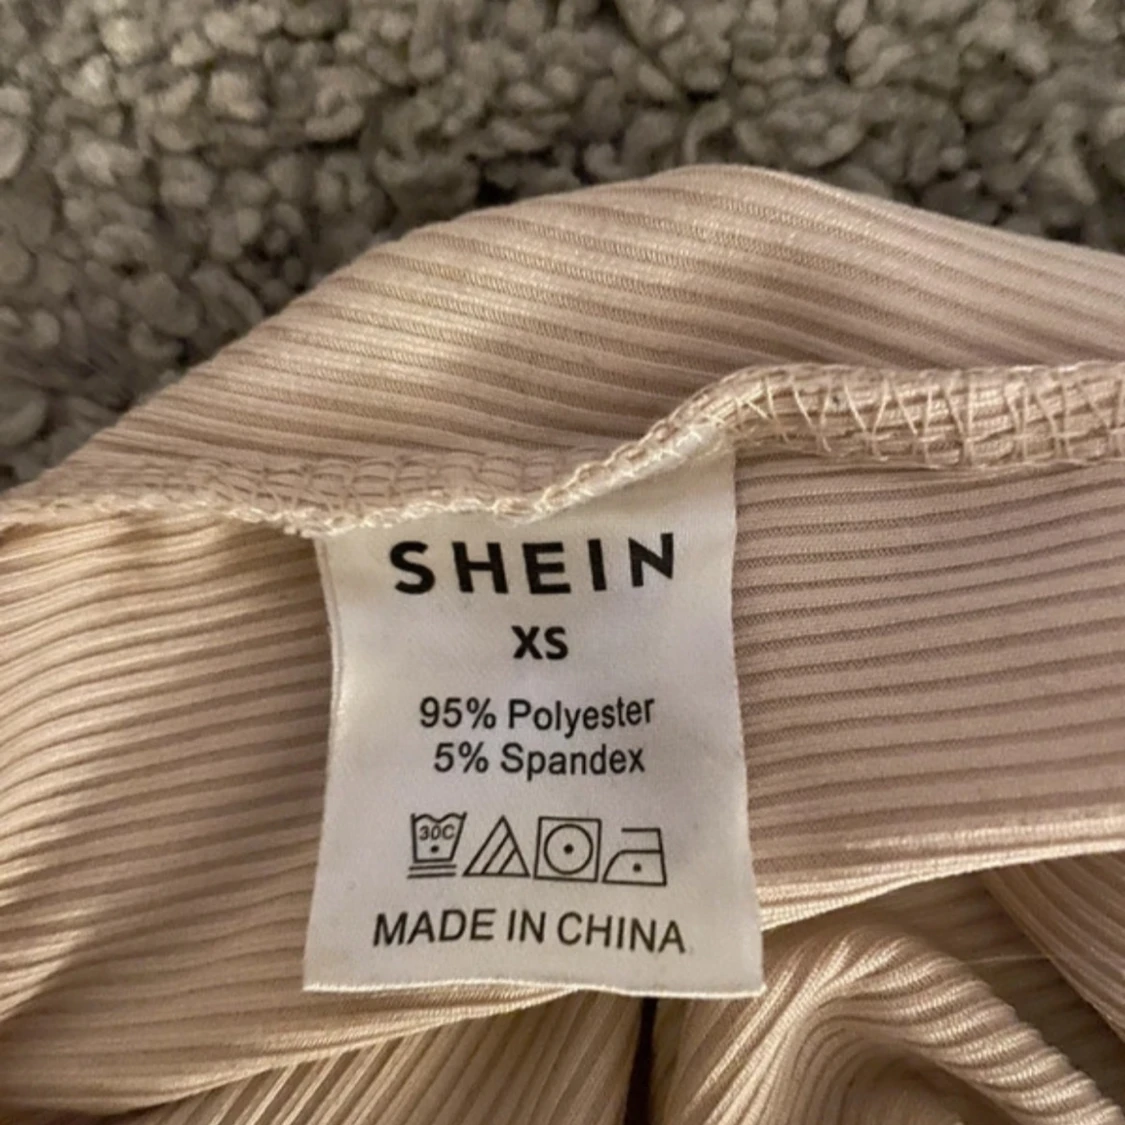 SHEIN
XS
95% Polyester
5% Spandex
30C
MADE IN CHINA